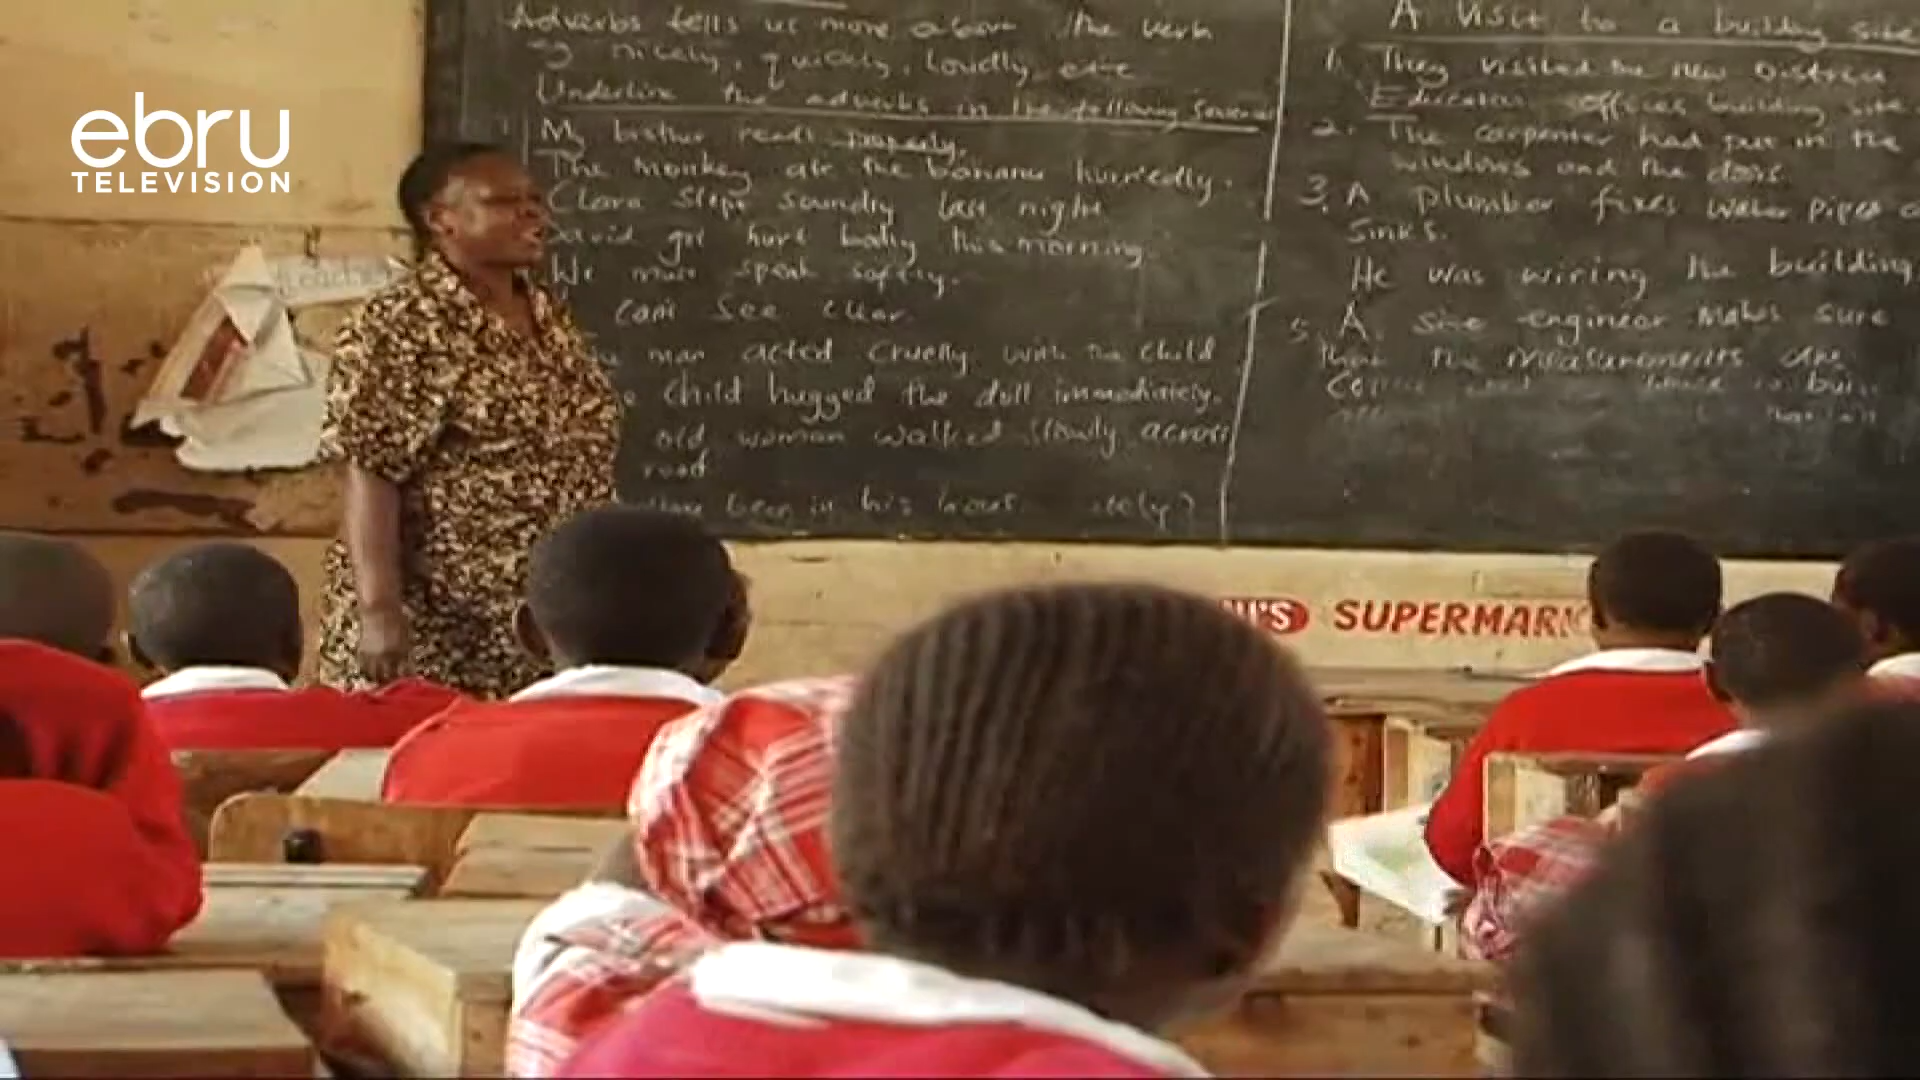 ebru
TELEVISION
Adverbs tells us more about the verb
eg nicely, quickly, loudly, etc
Underline the adverbs in the following
My brother reads properly.
The monkey ate the banana hurriedly.
Clara slept soundly last night
David got hurt badly this morning.
We must speak softly.
cant see clear
man acted cruelly with the child
child hugged the doll immediately.
old woman walked slowly across
road
been in his house
A visit to a building site
1. They visited the new District
Education offices building site
2. The carpenter had put in the
windows and the doors
3. A plumber fixes water pipes
sinks.
He was wiring the building
5. A site engineer makes sure
that the measurements are
SUPERMARK